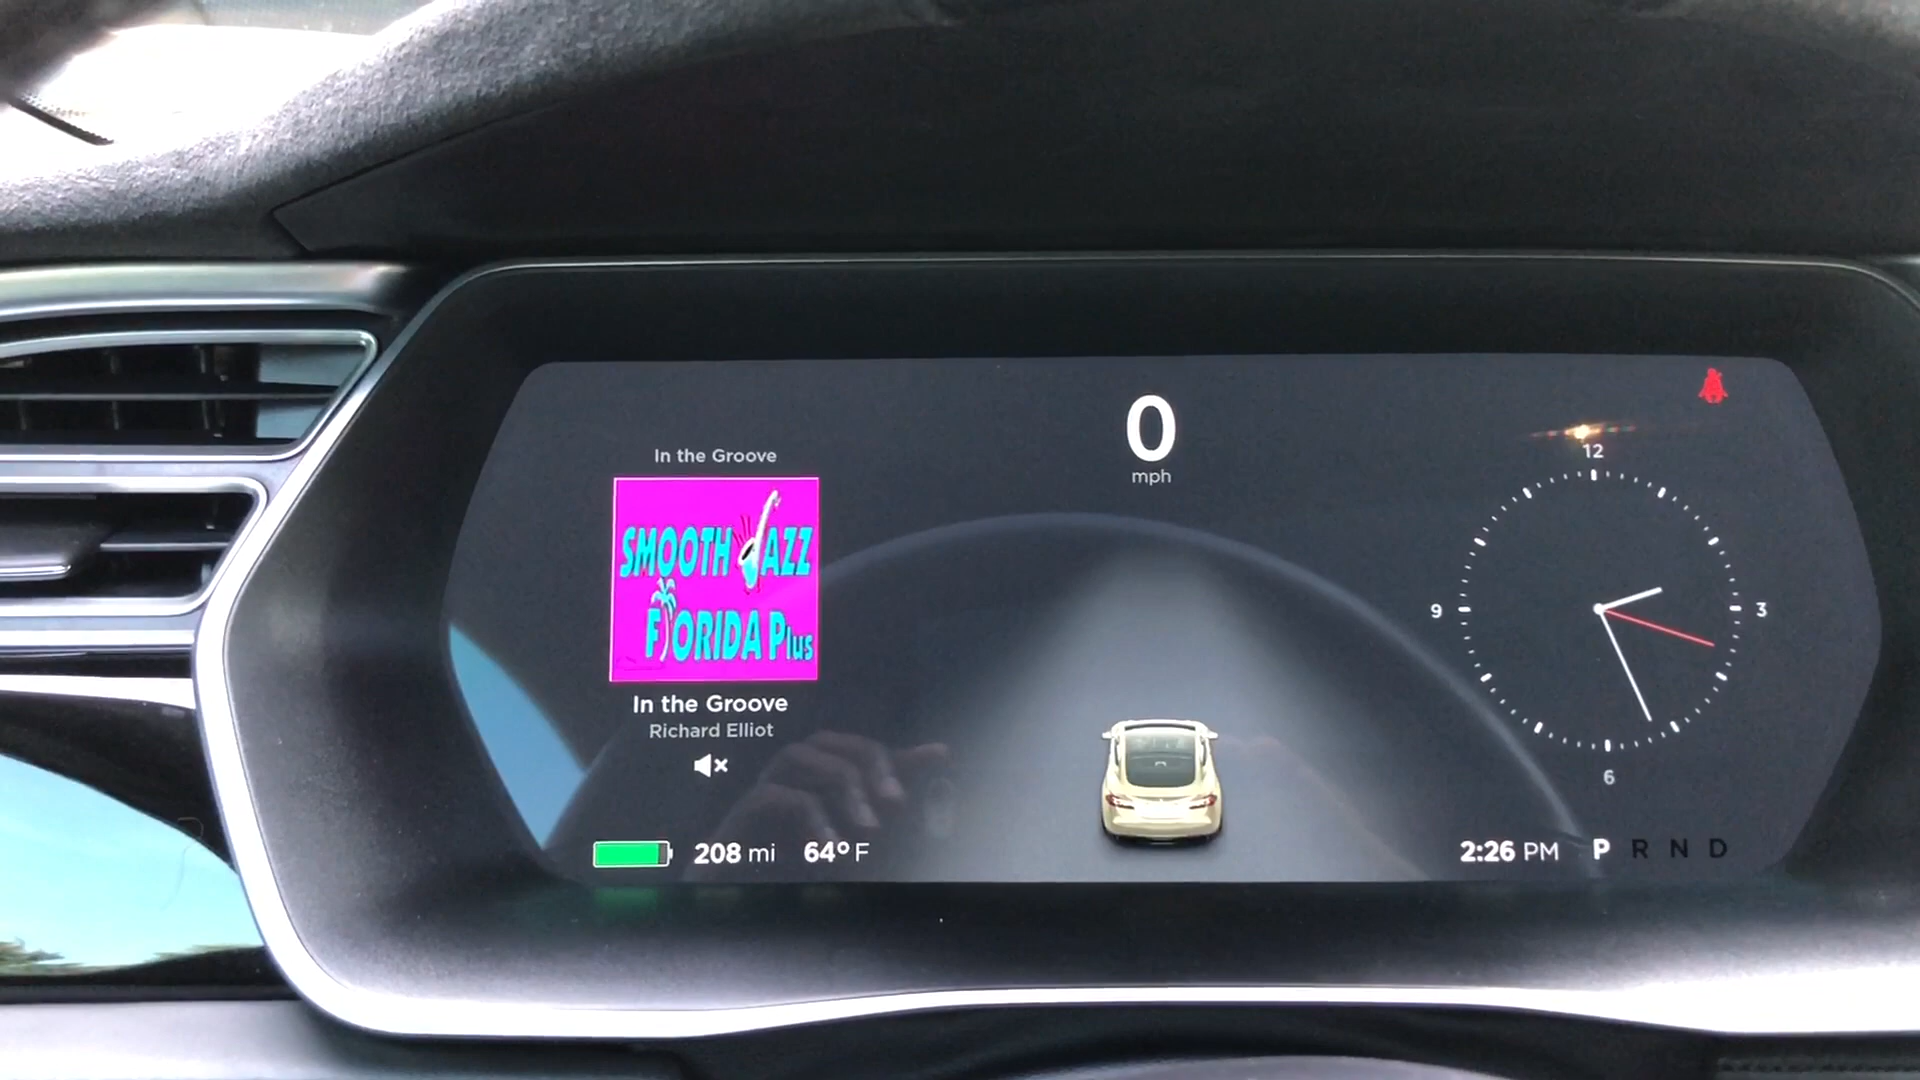 In the Groove
SMOOTH JAZZ
FLORIDA Plus
In the Groove
Richard Elliot
208 mi 64° F
0
mph
12
9 3
6
2:26 PM P R N D